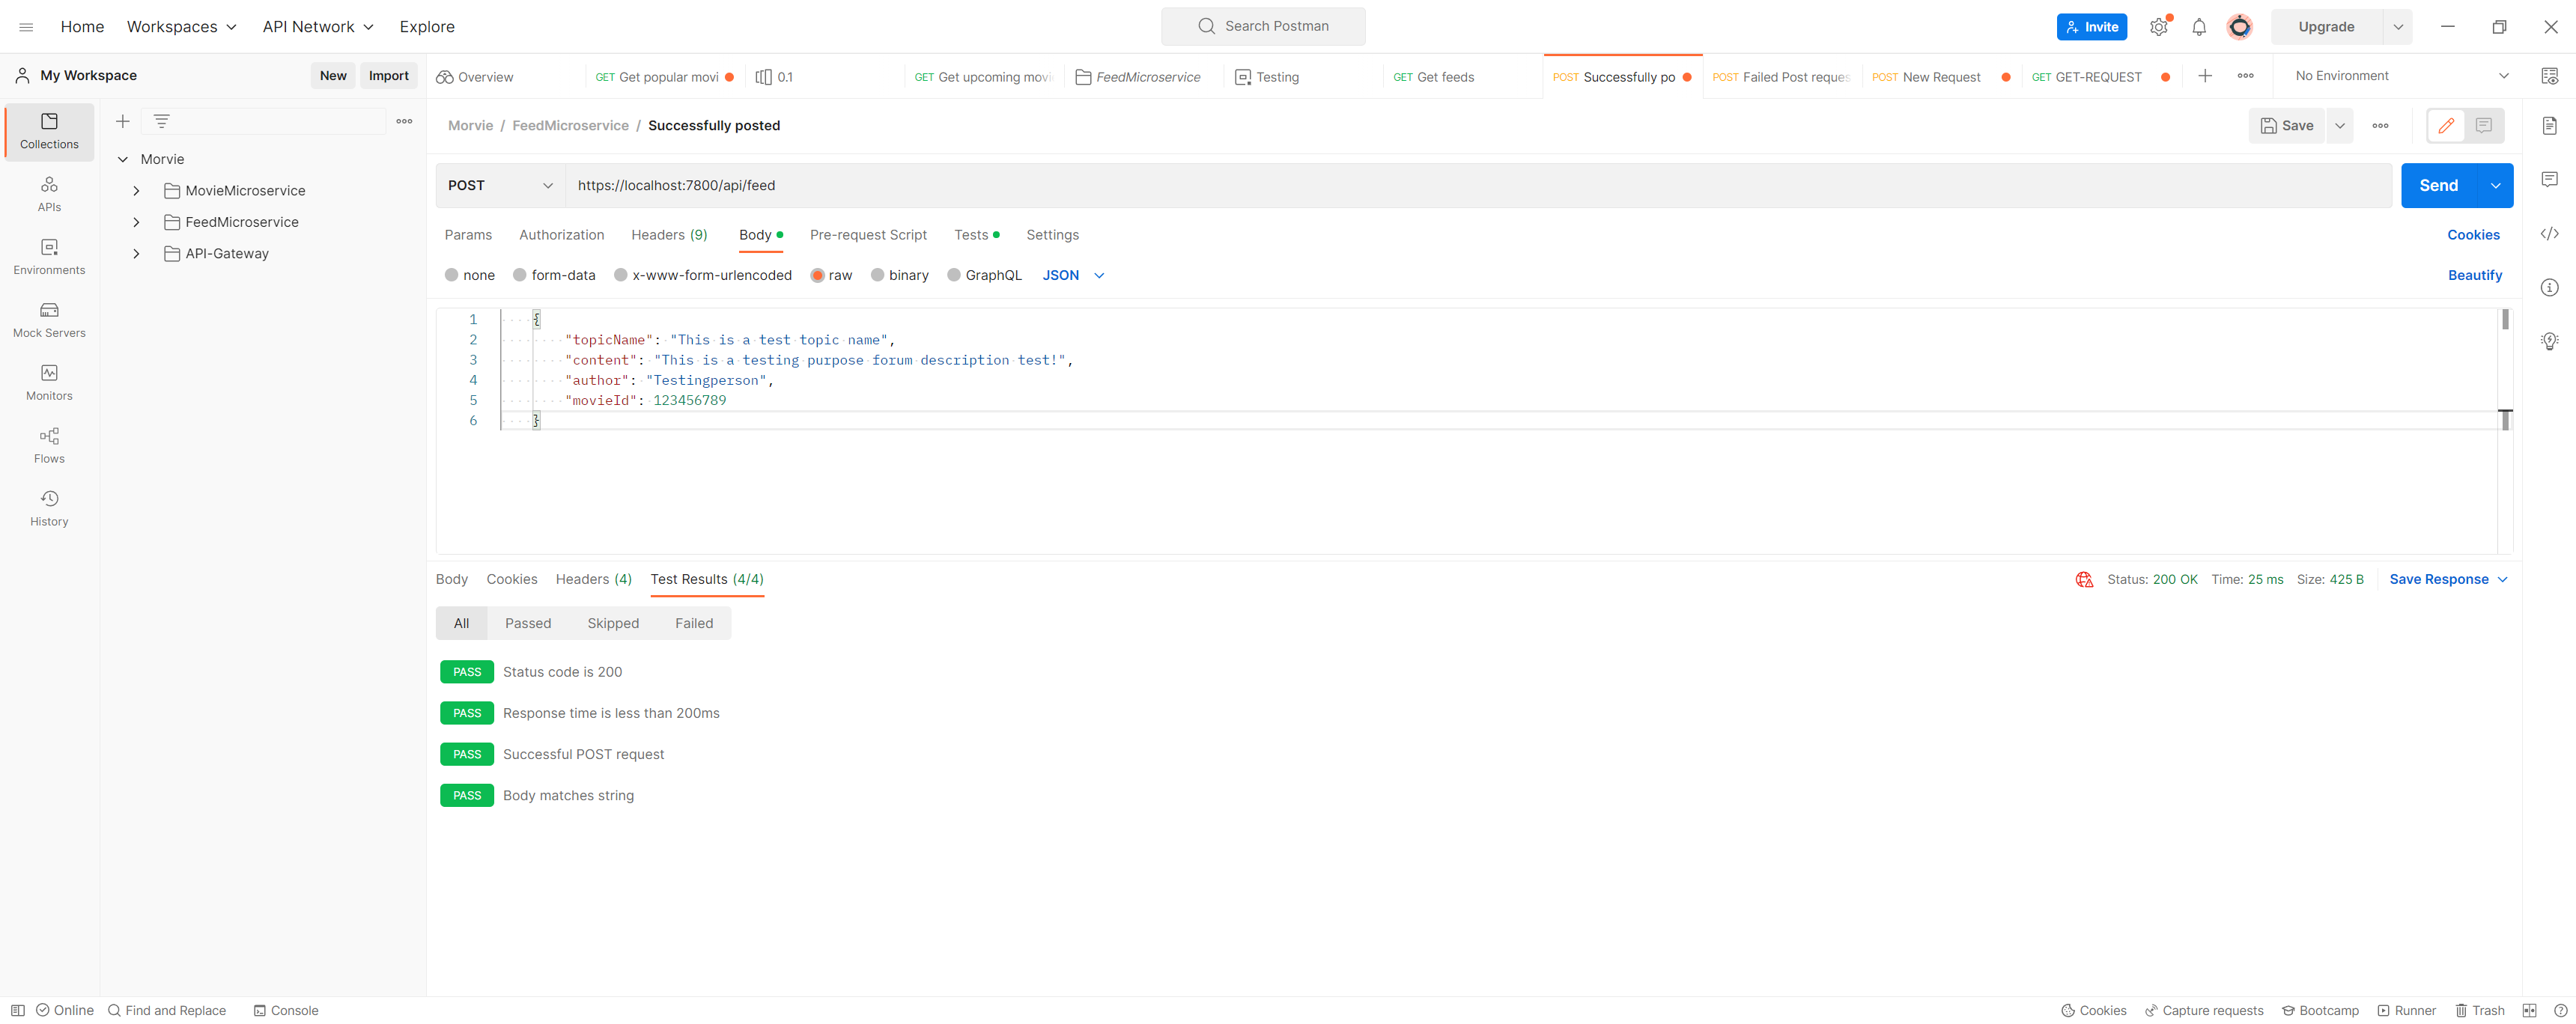 Home Workspaces API Network Explore Search Postman Invite Upgrade
My Workspace New Import Overview GET Get popular movi 0.1 GET Get upcoming movi FeedMicroservice Testing GET Get feeds POST Successfully po POST Failed Post reques POST New Request GET GET-REQUEST No Environment
Collections
APIs
Environments
Mock Servers
Monitors
Flows
History
Morvie
MovieMicroservice
FeedMicroservice
API-Gateway
Morvie / FeedMicroservice / Successfully posted Save
POST https://localhost:7800/api/feed Send
Params Authorization Headers (9) Body Pre-request Script Tests Settings Cookies
none form-data x-www-form-urlencoded raw binary GraphQL JSON Beautify
1 {
2 "topicName": "This is a test topic name",
3 "content": "This is a testing purpose forum description test!",
4 "author": "Testingperson",
5 "movieId": 123456789
6 }
Body Cookies Headers (4) Test Results (4/4) Status: 200 OK Time: 25 ms Size: 425 B Save Response
All Passed Skipped Failed
PASS Status code is 200
PASS Response time is less than 200ms
PASS Successful POST request
PASS Body matches string
Online Find and Replace Console Cookies Capture requests Bootcamp Runner Trash